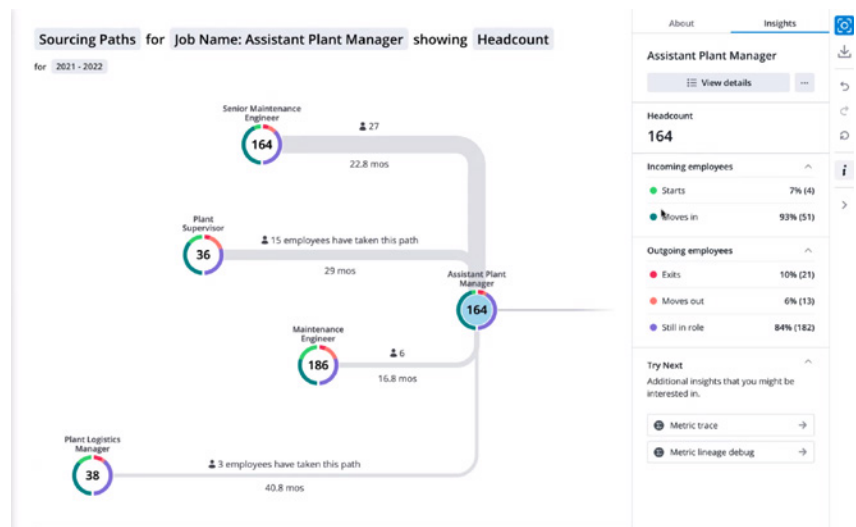 Sourcing Paths for Job Name: Assistant Plant Manager showing Headcount
for 2021 - 2022
Senior Maintenance
Engineer
164
27
22.8 mos
Plant
Supervisor
36
15 employees have taken this path
29 mos
Assistant Plant
Manager
164
Maintenance
Engineer
186
6
16.8 mos
Plant Logistics
Manager
38
3 employees have taken this path
40.8 mos
About
Insights
Assistant Plant Manager
View details
...
Headcount
164
Incoming employees
Starts 7% (4)
Moves in 93% (51)
Outgoing employees
Exits 10% (21)
Moves out 6% (13)
Still in role 84% (182)
Try Next
Additional insights that you might be
interested in.
Metric trace
Metric lineage debug
i